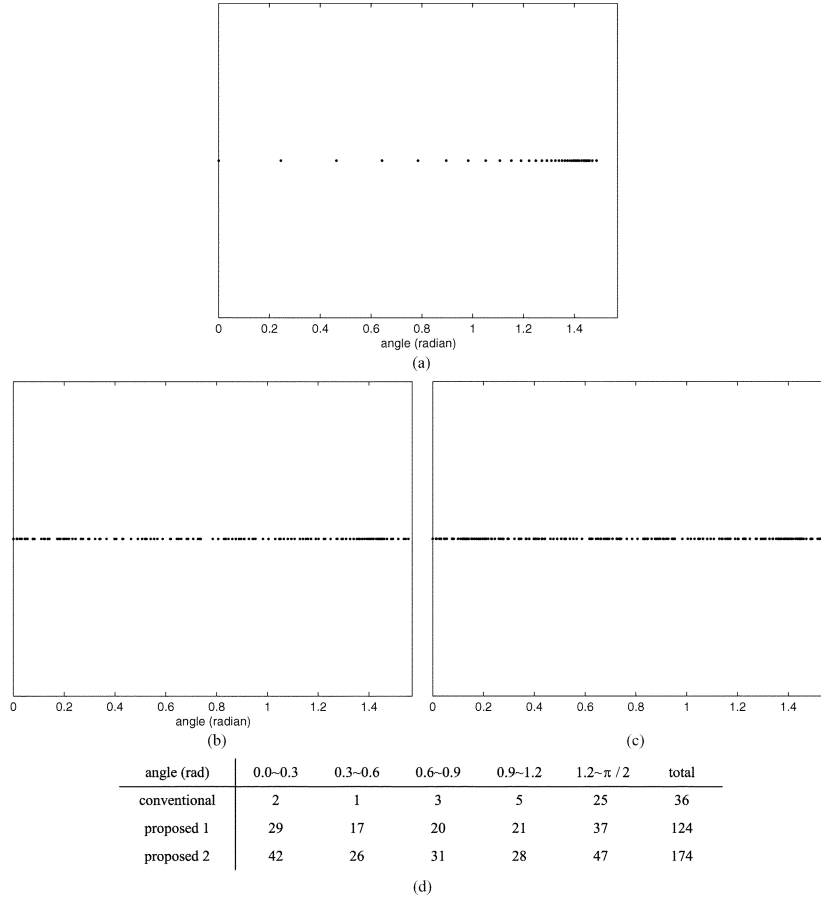 0 0.2 0.4 0.6 0.8 1 1.2 1.4
angle (radian)
(a)
0 0.2 0.4 0.6 0.8 1 1.2 1.4
angle (radian)
(b)
0 0.2 0.4 0.6 0.8 1 1.2 1.4
(c)
angle (rad) 0.0~0.3 0.3~0.6 0.6~0.9 0.9~1.2 1.2~π / 2 total
conventional 2 1 3 5 25 36
proposed 1 29 17 20 21 37 124
proposed 2 42 26 31 28 47 174
(d)